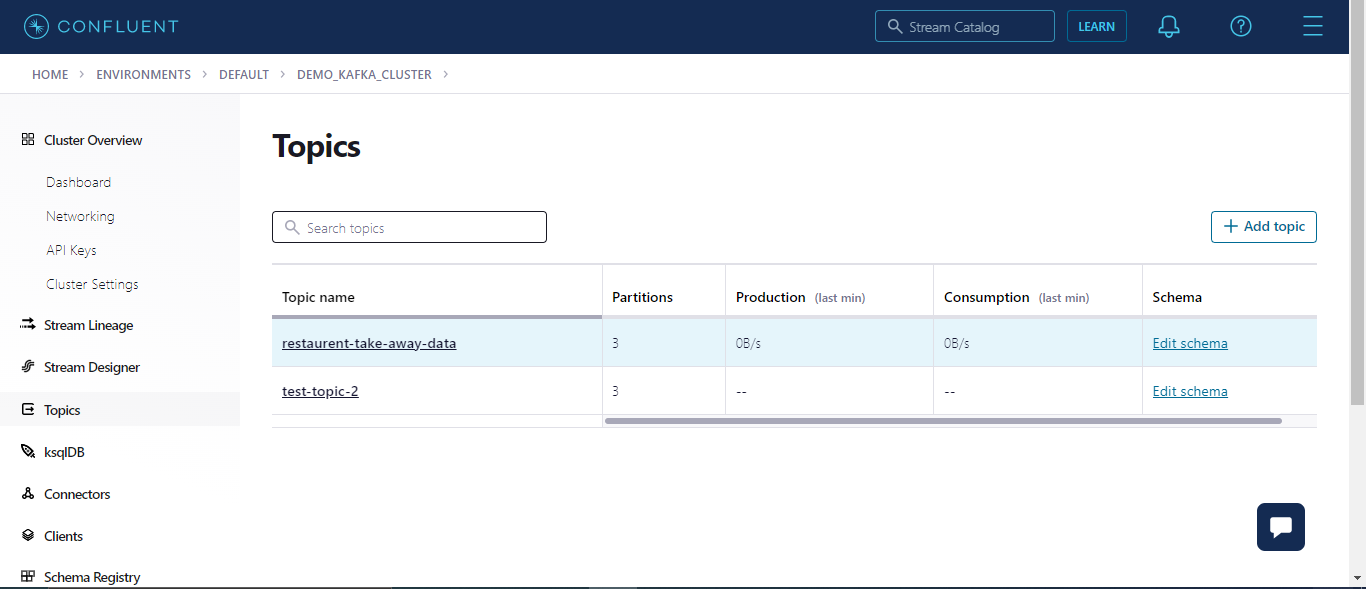 CONFLUENT
Stream Catalog
LEARN
HOME > ENVIRONMENTS > DEFAULT > DEMO_KAFKA_CLUSTER >
Cluster Overview
Dashboard
Networking
API Keys
Cluster Settings
Stream Lineage
Stream Designer
Topics
ksqlDB
Connectors
Clients
Schema Registry
Topics
Search topics
+ Add topic
Topic name Partitions Production (last min) Consumption (last min) Schema
restaurent-take-away-data 3 0B/s 0B/s Edit schema
test-topic-2 3 -- -- Edit schema